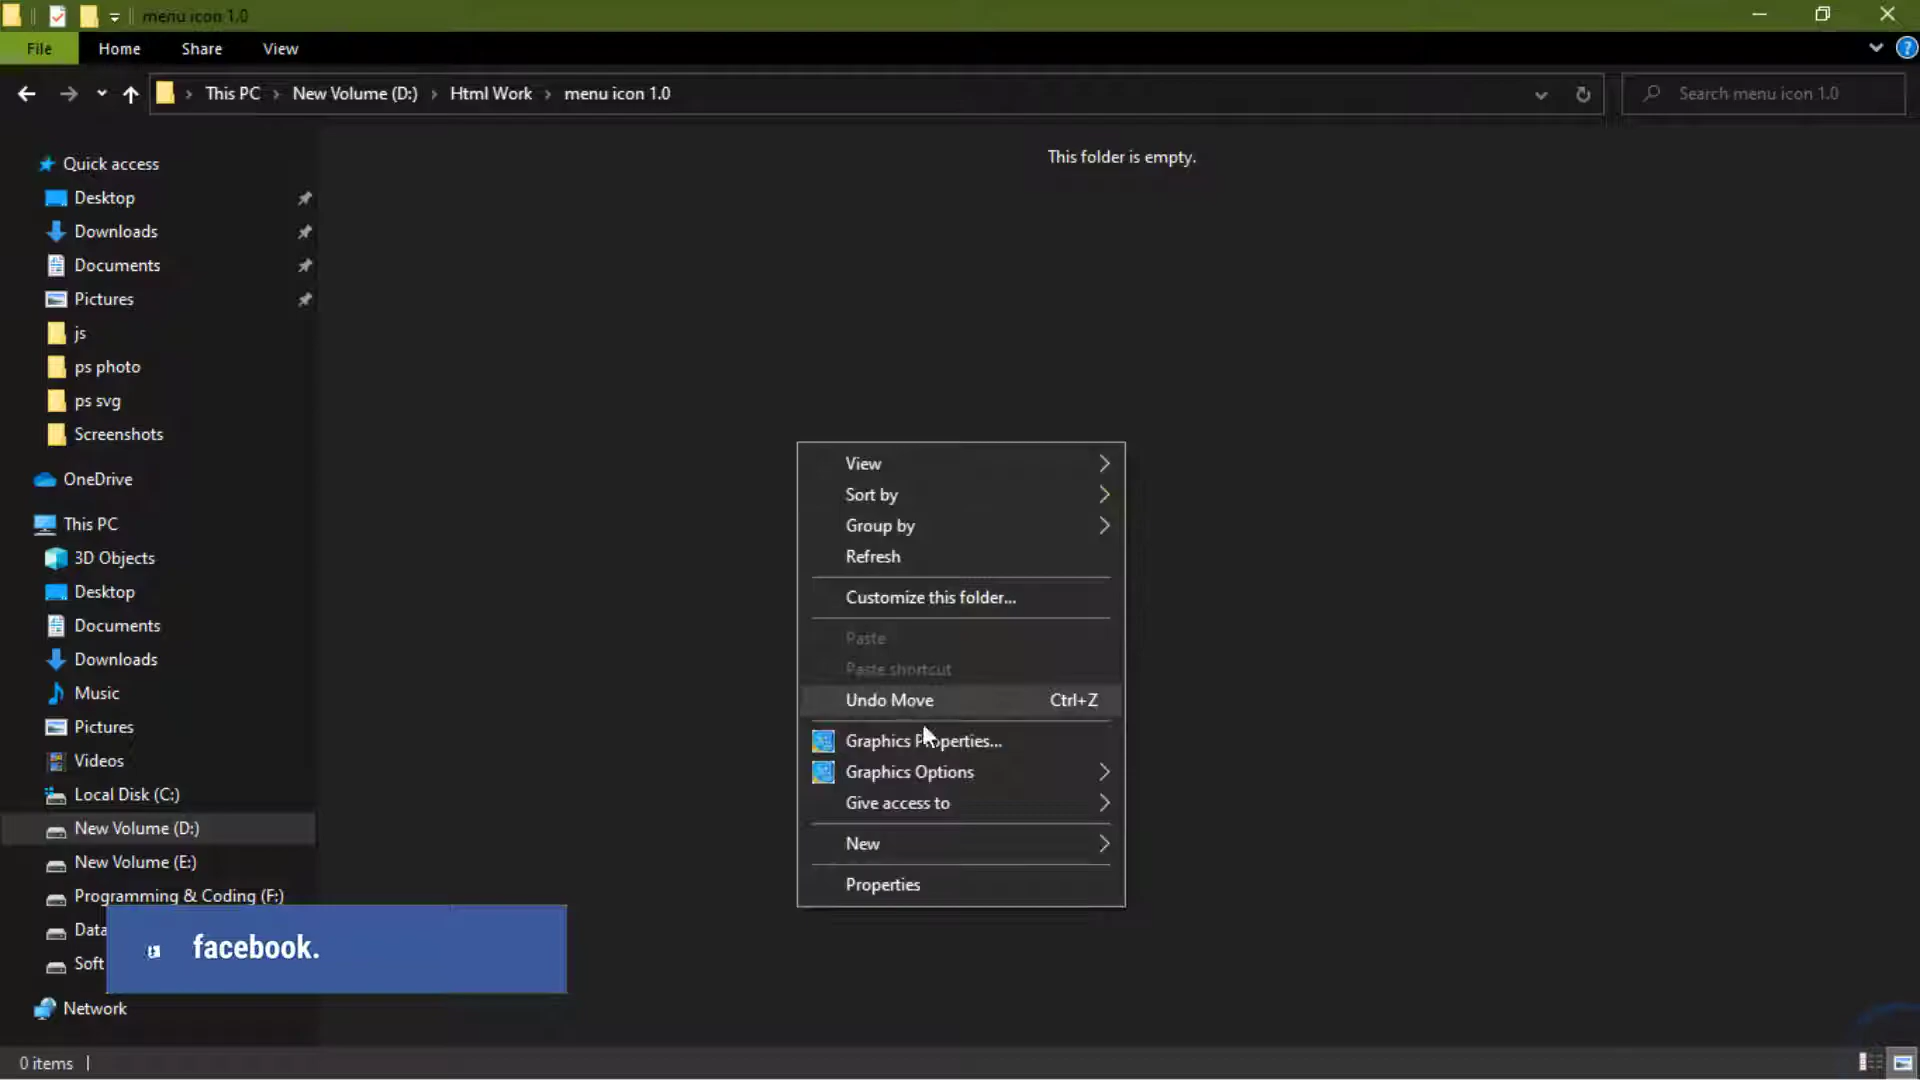 menu icon 1.0
File Home Share View
This PC New Volume (D:) Html Work menu icon 1.0
Search menu icon 1.0
This folder is empty.
Quick access
Desktop
Downloads
Documents
Pictures
js
ps photo
ps svg
Screenshots
OneDrive
This PC
3D Objects
Desktop
Documents
Downloads
Music
Pictures
Videos
Local Disk (C:)
New Volume (D:)
New Volume (E:)
Programming & Coding (F:)
Data
Soft
Network
View
Sort by
Group by
Refresh
Customize this folder...
Paste
Paste shortcut
Undo Move Ctrl+Z
Graphics Properties...
Graphics Options
Give access to
New
Properties
facebook.
0 items